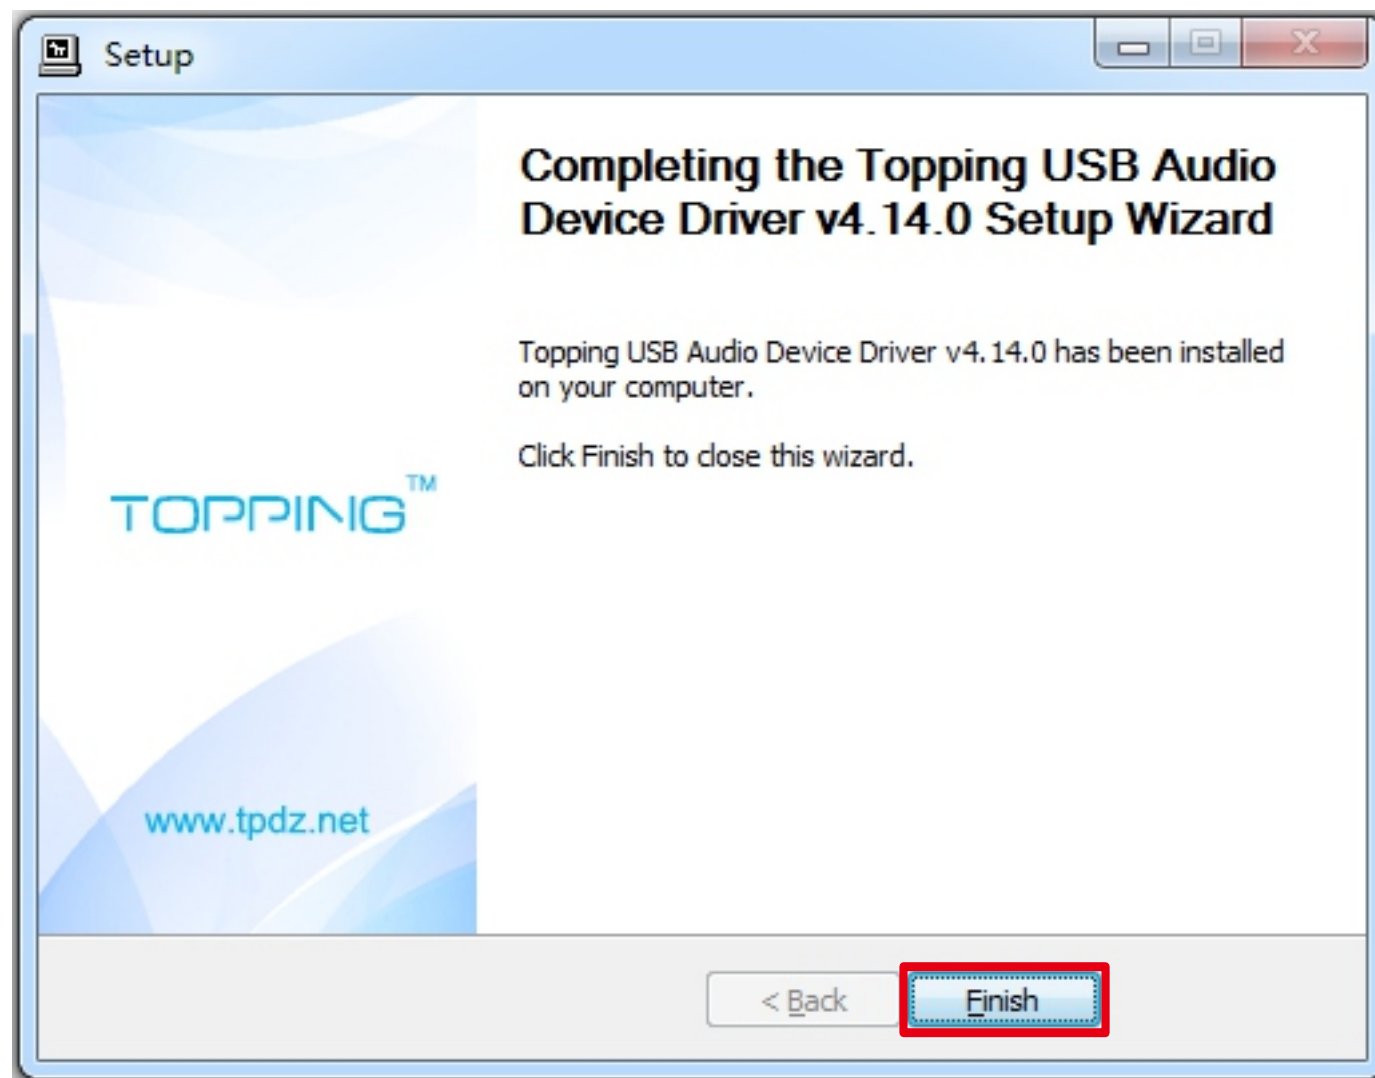 Setup
Completing the Topping USB Audio
Device Driver v4.14.0 Setup Wizard
Topping USB Audio Device Driver v4.14.0 has been installed
on your computer.
Click Finish to close this wizard.
TOPPING™
www.tpdz.net
< Back
Finish